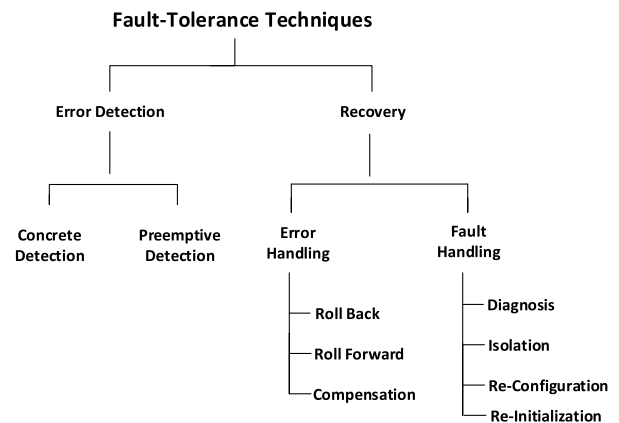 Fault-Tolerance Techniques
Error Detection
Recovery
Concrete
Detection
Preemptive
Detection
Error
Handling
Fault
Handling
Roll Back
Roll Forward
Compensation
Diagnosis
Isolation
Re-Configuration
Re-Initialization